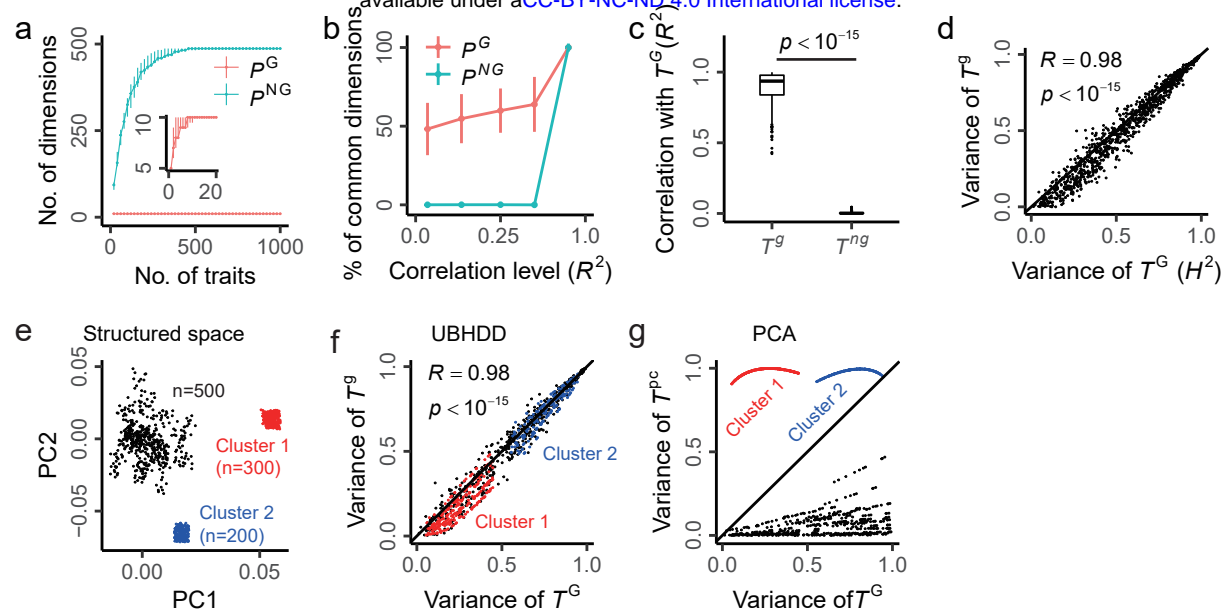 available under aCC-BY-NC-ND 4.0 International license.
a
No. of dimensions
500
250
0
P^G
P^NG
10
5
0 20
0 500 1000
No. of traits
b
% of common dimensions
100
50
0
P^G
P^NG
0.0 0.25 1.0
Correlation level (R²)
c
Correlation with T^G (R²)
1.0
0.5
0.0
p < 10^−15
T^g T^ng
d
Variance of T^g
1.0
0.5
0.0
R = 0.98
p < 10^−15
0.0 0.5 1.0
Variance of T^G (H²)
e
Structured space
PC2
0.05
0.00
−0.05
n=500
Cluster 1
(n=300)
Cluster 2
(n=200)
0.00 0.05
PC1
f
UBHDD
Variance of T^g
1.0
0.5
0.0
R = 0.98
p < 10^−15
Cluster 2
Cluster 1
0.0 0.5 1.0
Variance of T^G
g
PCA
Variance of T^pc
1.0
0.5
0.0
Cluster 1
Cluster 2
0.0 0.5 1.0
Variance of T^G